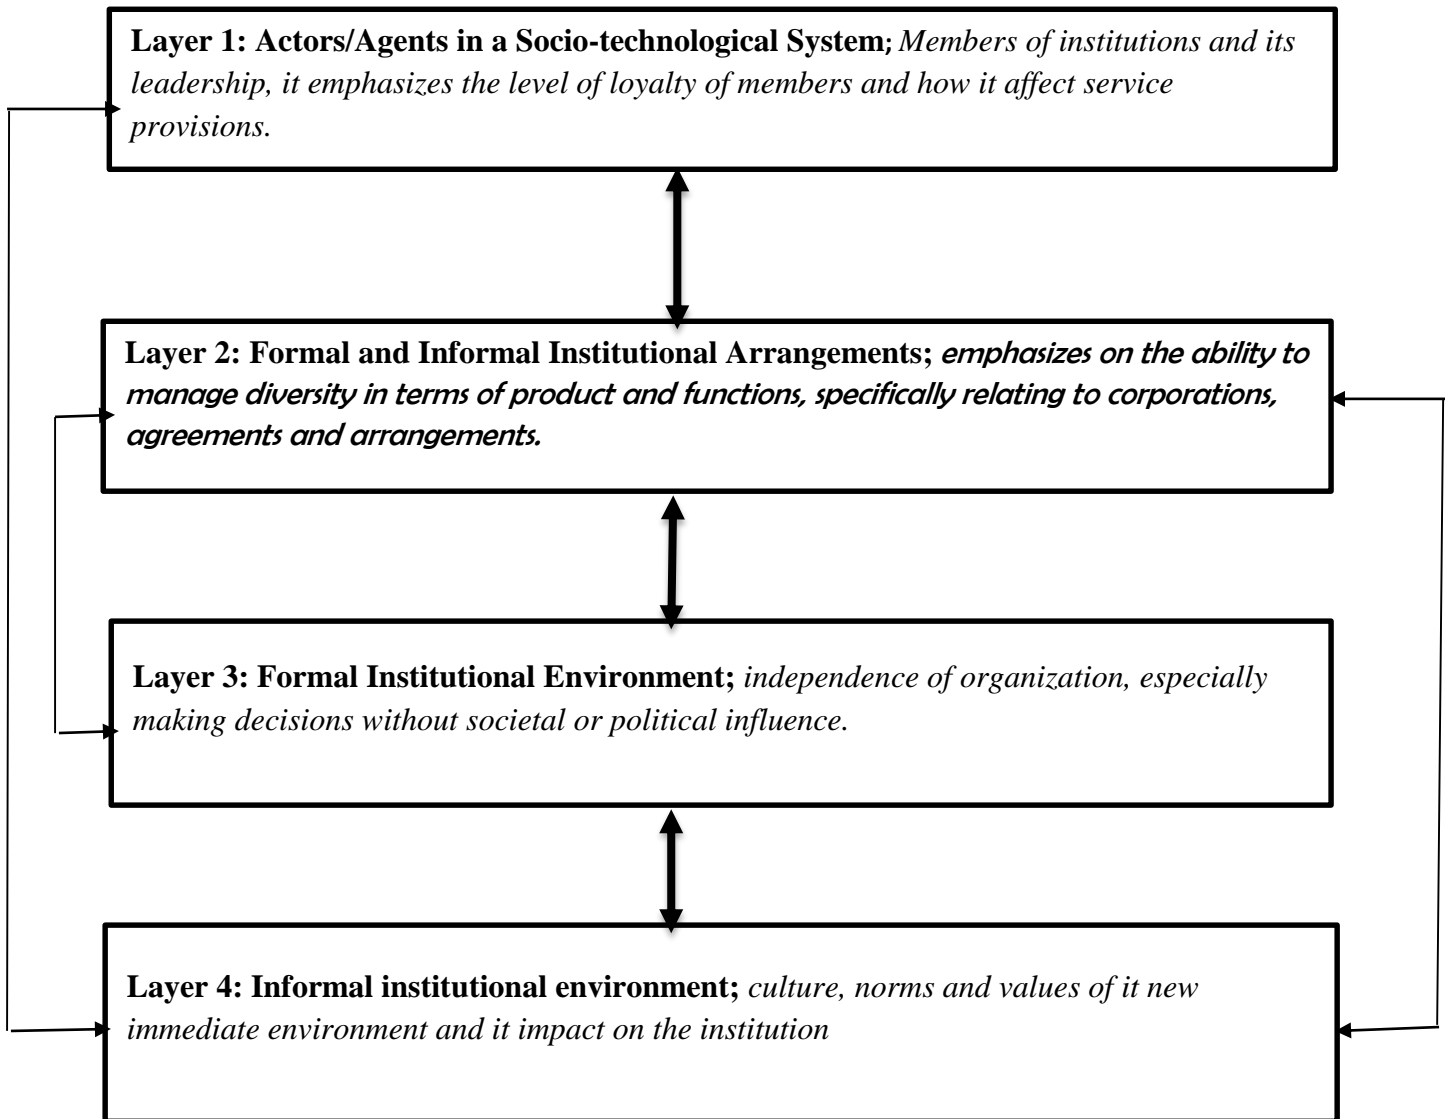 Layer 1: Actors/Agents in a Socio-technological System; Members of institutions and its
leadership, it emphasizes the level of loyalty of members and how it affect service
provisions.
Layer 2: Formal and Informal Institutional Arrangements; emphasizes on the ability to
manage diversity in terms of product and functions, specifically relating to corporations,
agreements and arrangements.
Layer 3: Formal Institutional Environment; independence of organization, especially
making decisions without societal or political influence.
Layer 4: Informal institutional environment; culture, norms and values of it new
immediate environment and it impact on the institution